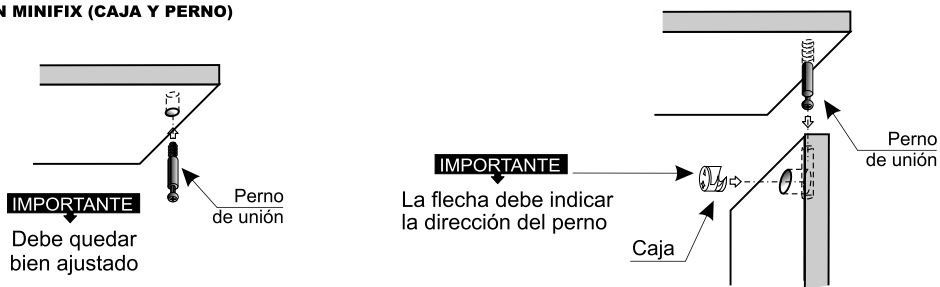 N MINIFIX (CAJA Y PERNO)
IMPORTANTE
Debe quedar
bien ajustado
Perno
de unión
IMPORTANTE
La flecha debe indicar
la dirección del perno
Caja
Perno
de unión